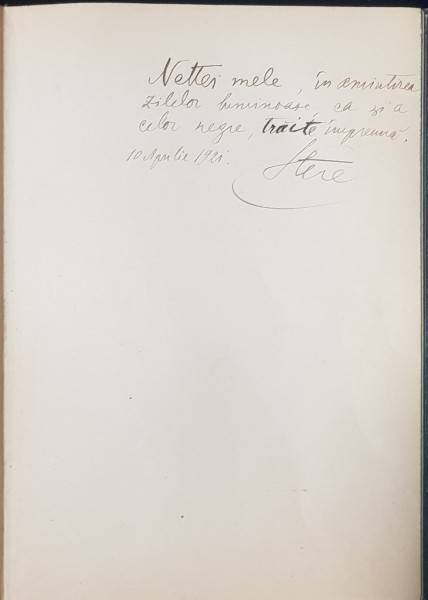 Nettei mele, în amintirea
zilelor luminoase, ca și a
celor negre, trăite împreună.
10 Aprilie 1921.
Stere